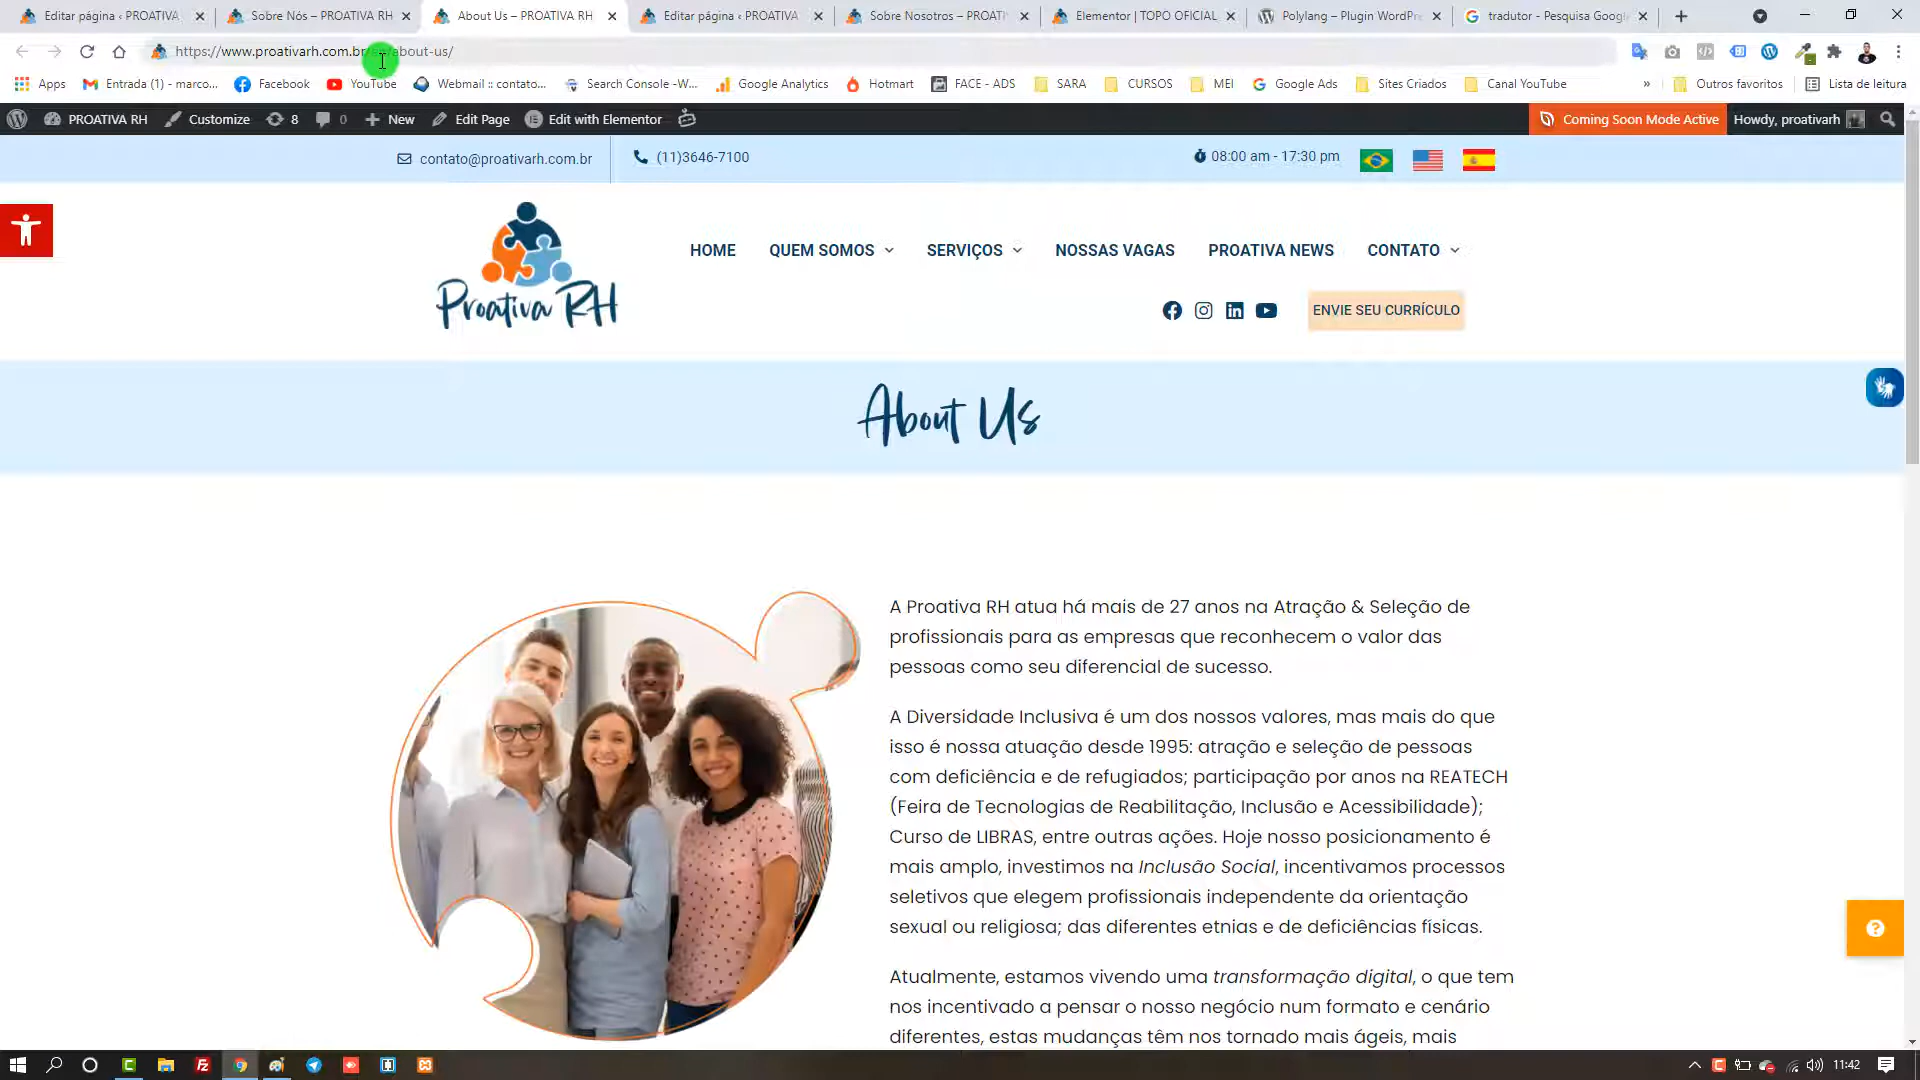 Editar página ‹ PROATIVA
Sobre Nós – PROATIVA RH
About Us – PROATIVA RH
Editar página ‹ PROATIVA
Sobre Nosotros – PROATI
Elementor | TOPO OFICIAL
Polylang – Plugin WordPre
tradutor - Pesquisa Google
https://www.proativarh.com.br/en/about-us/
Apps
Entrada (1) - marco...
Facebook
YouTube
Webmail :: contato...
Search Console -W...
Google Analytics
Hotmart
FACE - ADS
SARA
CURSOS
MEI
Google Ads
Sites Criados
Canal YouTube
»
Outros favoritos
Lista de leitura
PROATIVA RH
Customize
8
0
New
Edit Page
Edit with Elementor
Coming Soon Mode Active
Howdy, proativarh
contato@proativarh.com.br
(11)3646-7100
08:00 am - 17:30 pm
Proativa RH
HOME
QUEM SOMOS
SERVIÇOS
NOSSAS VAGAS
PROATIVA NEWS
CONTATO
ENVIE SEU CURRÍCULO
About Us
A Proativa RH atua há mais de 27 anos na Atração & Seleção de
profissionais para as empresas que reconhecem o valor das
pessoas como seu diferencial de sucesso.
A Diversidade Inclusiva é um dos nossos valores, mas mais do que
isso é nossa atuação desde 1995: atração e seleção de pessoas
com deficiência e de refugiados; participação por anos na REATECH
(Feira de Tecnologias de Reabilitação, Inclusão e Acessibilidade);
Curso de LIBRAS, entre outras ações. Hoje nosso posicionamento é
mais amplo, investimos na Inclusão Social, incentivamos processos
seletivos que elegem profissionais independente da orientação
sexual ou religiosa; das diferentes etnias e de deficiências físicas.
Atualmente, estamos vivendo uma transformação digital, o que tem
nos incentivado a pensar o nosso negócio num formato e cenário
diferentes, estas mudanças têm nos tornado mais ágeis, mais
11:42